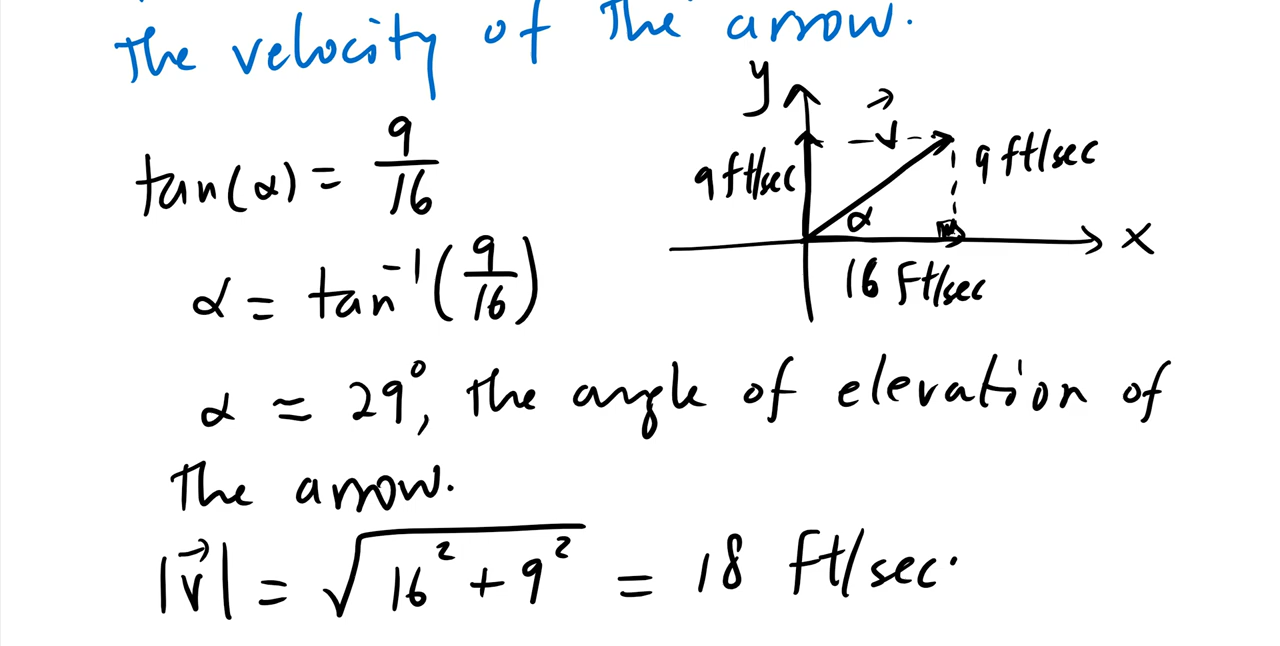 the velocity of the arrow.
tan(α) = 9/16
y
→
v
9 ft/sec
9 ft/sec
α
x
16 Ft/sec
α = tan⁻¹(9/16)
α ≈ 29°, the angle of elevation of
the arrow.
|v⃗| = √(16² + 9²) = 18 ft/sec.